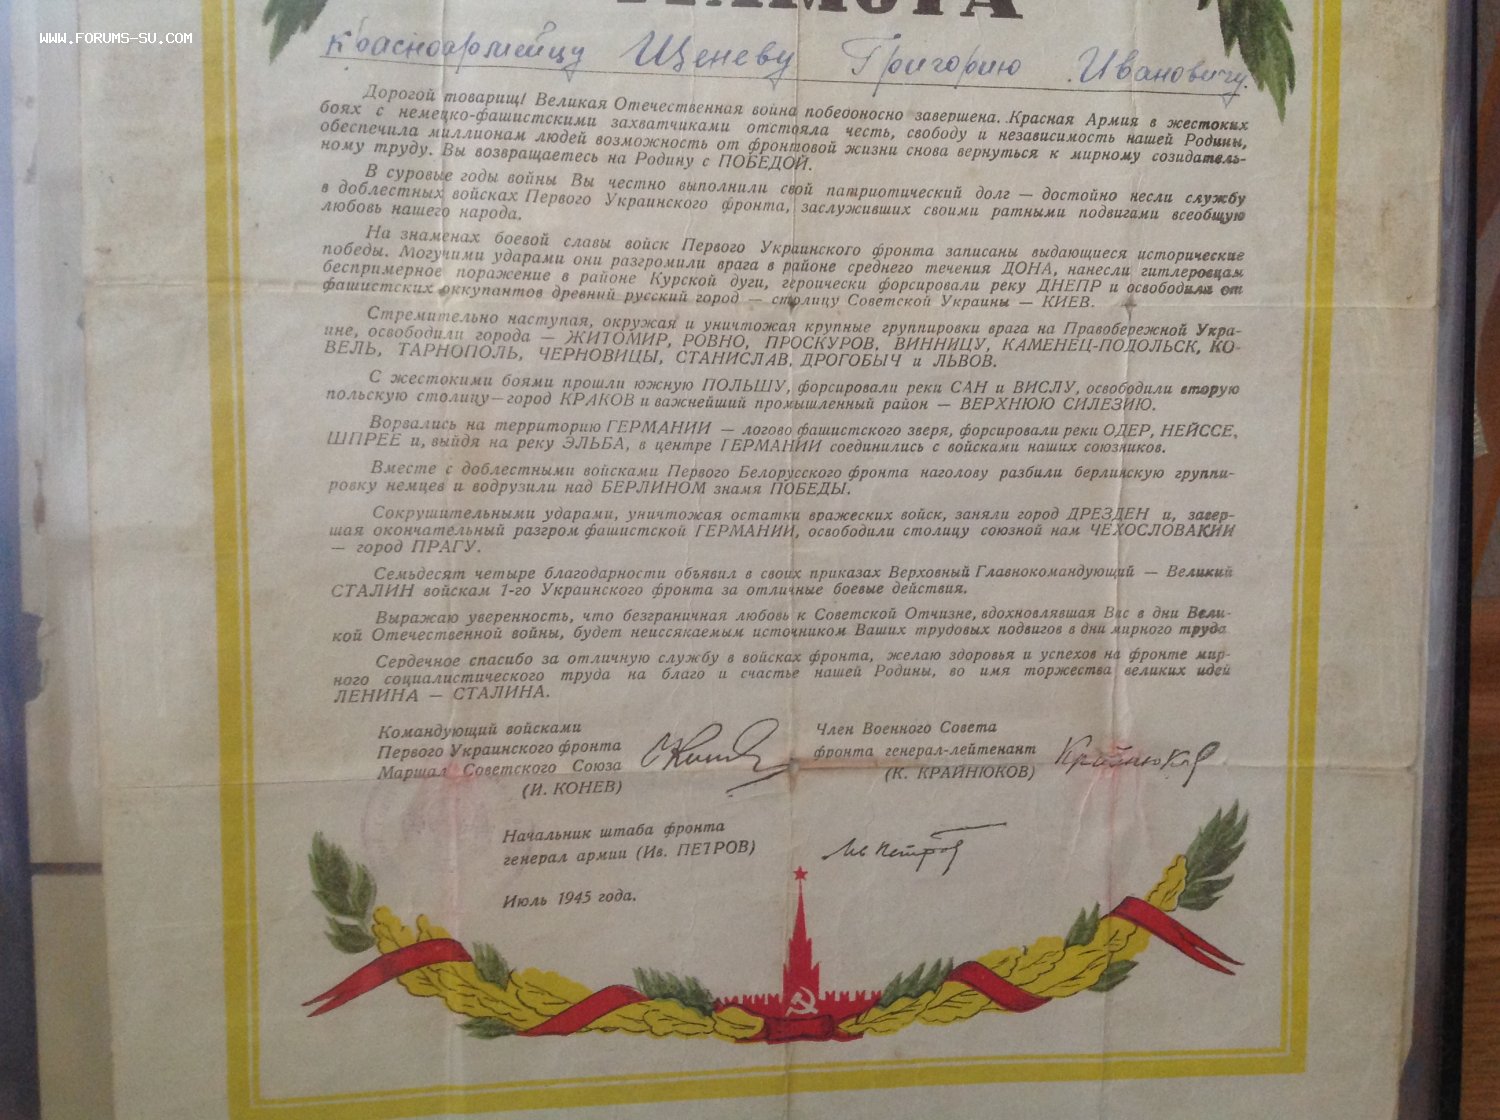 ГРАМОТА
WWW.FORUMS-SU.COM
Красноармейцу Щеневу Григорию Ивановичу.
Дорогой товарищ! Великая Отечественная война победоносно завершена. Красная Армия в жестоких
боях с немецко-фашистскими захватчиками отстояла честь, свободу и независимость нашей Родины,
обеспечила миллионам людей возможность от фронтовой жизни снова вернуться к мирному созидатель-
ному труду. Вы возвращаетесь на Родину с ПОБЕДОЙ.
В суровые годы войны Вы честно выполнили свой патриотический долг — достойно несли службу
в доблестных войсках Первого Украинского фронта, заслуживших своими ратными подвигами всеобщую
любовь нашего народа.
На знаменах боевой славы войск Первого Украинского фронта записаны выдающиеся исторические
победы. Могучими ударами они разгромили врага в районе среднего течения ДОНА, нанесли гитлеровцам
беспримерное поражение в районе Курской дуги, героически форсировали реку ДНЕПР и освободили от
фашистских оккупантов древний русский город — столицу Советской Украины — КИЕВ.
Стремительно наступая, окружая и уничтожая крупные группировки врага на Правобережной Укра-
ине, освободили города — ЖИТОМИР, РОВНО, ПРОСКУРОВ, ВИННИЦУ, КАМЕНЕЦ-ПОДОЛЬСК, КО-
ВЕЛЬ, ТАРНОПОЛЬ, ЧЕРНОВИЦЫ, СТАНИСЛАВ, ДРОГОБЫЧ и ЛЬВОВ.
С жестокими боями прошли южную ПОЛЬШУ, форсировали реки САН и ВИСЛУ, освободили вторую
польскую столицу—город КРАКОВ и важнейший промышленный район — ВЕРХНЮЮ СИЛЕЗИЮ.
Ворвались на территорию ГЕРМАНИИ — логово фашистского зверя, форсировали реки ОДЕР, НЕЙССЕ,
ШПРЕЕ и, выйдя на реку ЭЛЬБА, в центре ГЕРМАНИИ соединились с войсками наших союзников.
Вместе с доблестными войсками Первого Белорусского фронта наголову разбили берлинскую группи-
ровку немцев и водрузили над БЕРЛИНОМ знамя ПОБЕДЫ.
Сокрушительными ударами, уничтожая остатки вражеских войск, заняли город ДРЕЗДЕН и, завер-
шая окончательный разгром фашистской ГЕРМАНИИ, освободили столицу союзной нам ЧЕХОСЛОВАКИИ
— город ПРАГУ.
Семьдесят четыре благодарности объявил в своих приказах Верховный Главнокомандующий — Великий
СТАЛИН войскам 1-го Украинского фронта за отличные боевые действия.
Выражаю уверенность, что безграничная любовь к Советской Отчизне, вдохновлявшая Вас в дни Вели-
кой Отечественной войны, будет неиссякаемым источником Ваших трудовых подвигов в дни мирного труда
Сердечное спасибо за отличную службу в войсках фронта, желаю здоровья и успехов на фронте мир-
ного социалистического труда на благо и счастье нашей Родины, во имя торжества великих идей
ЛЕНИНА — СТАЛИНА.
Командующий войсками
Первого Украинского фронта
Маршал Советского Союза
(И. КОНЕВ)
Член Военного Совета
фронта генерал-лейтенант
(К. КРАЙНЮКОВ)
Крайнюков
Начальник штаба фронта
генерал армии (Ив. ПЕТРОВ)
Ив Петров
Июль 1945 года.